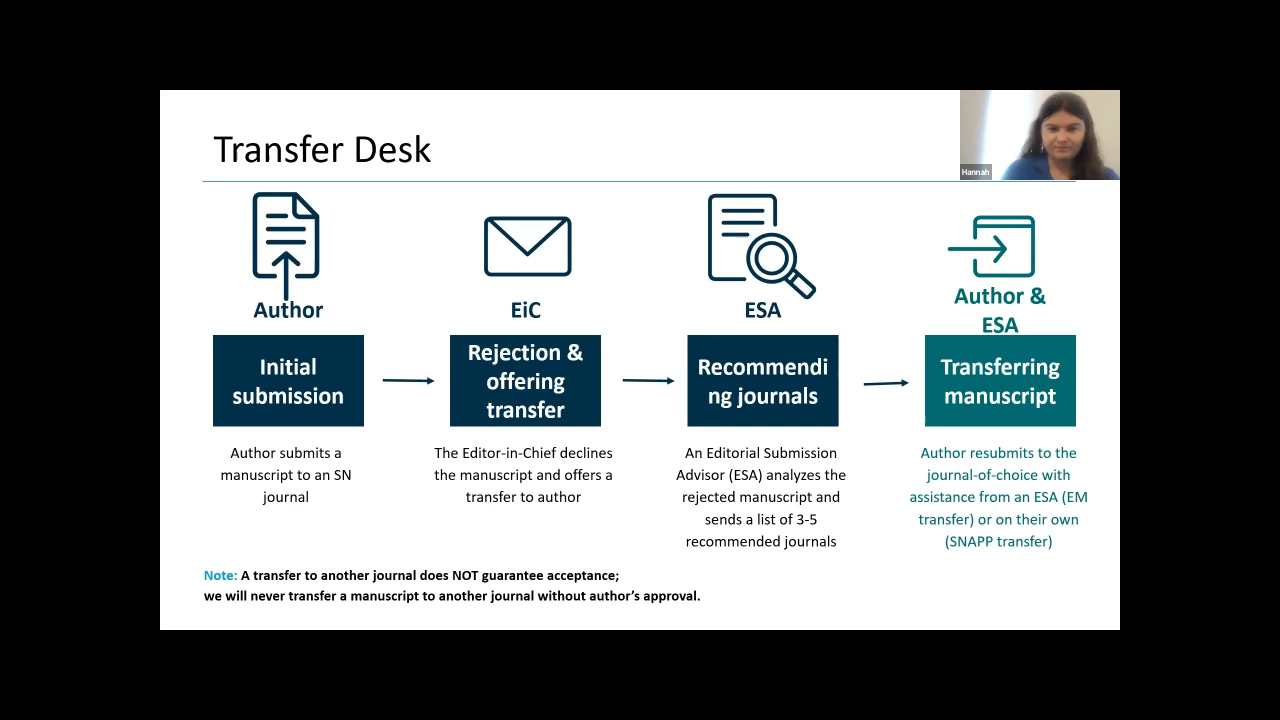 Transfer Desk
Hannah
Author
Initial
submission
Author submits a
manuscript to an SN
journal
EiC
Rejection &
offering
transfer
The Editor-in-Chief declines
the manuscript and offers a
transfer to author
ESA
Recommendi
ng journals
An Editorial Submission
Advisor (ESA) analyzes the
rejected manuscript and
sends a list of 3-5
recommended journals
Author &
ESA
Transferring
manuscript
Author resubmits to the
journal-of-choice with
assistance from an ESA (EM
transfer) or on their own
(SNAPP transfer)
Note: A transfer to another journal does NOT guarantee acceptance;
we will never transfer a manuscript to another journal without author's approval.